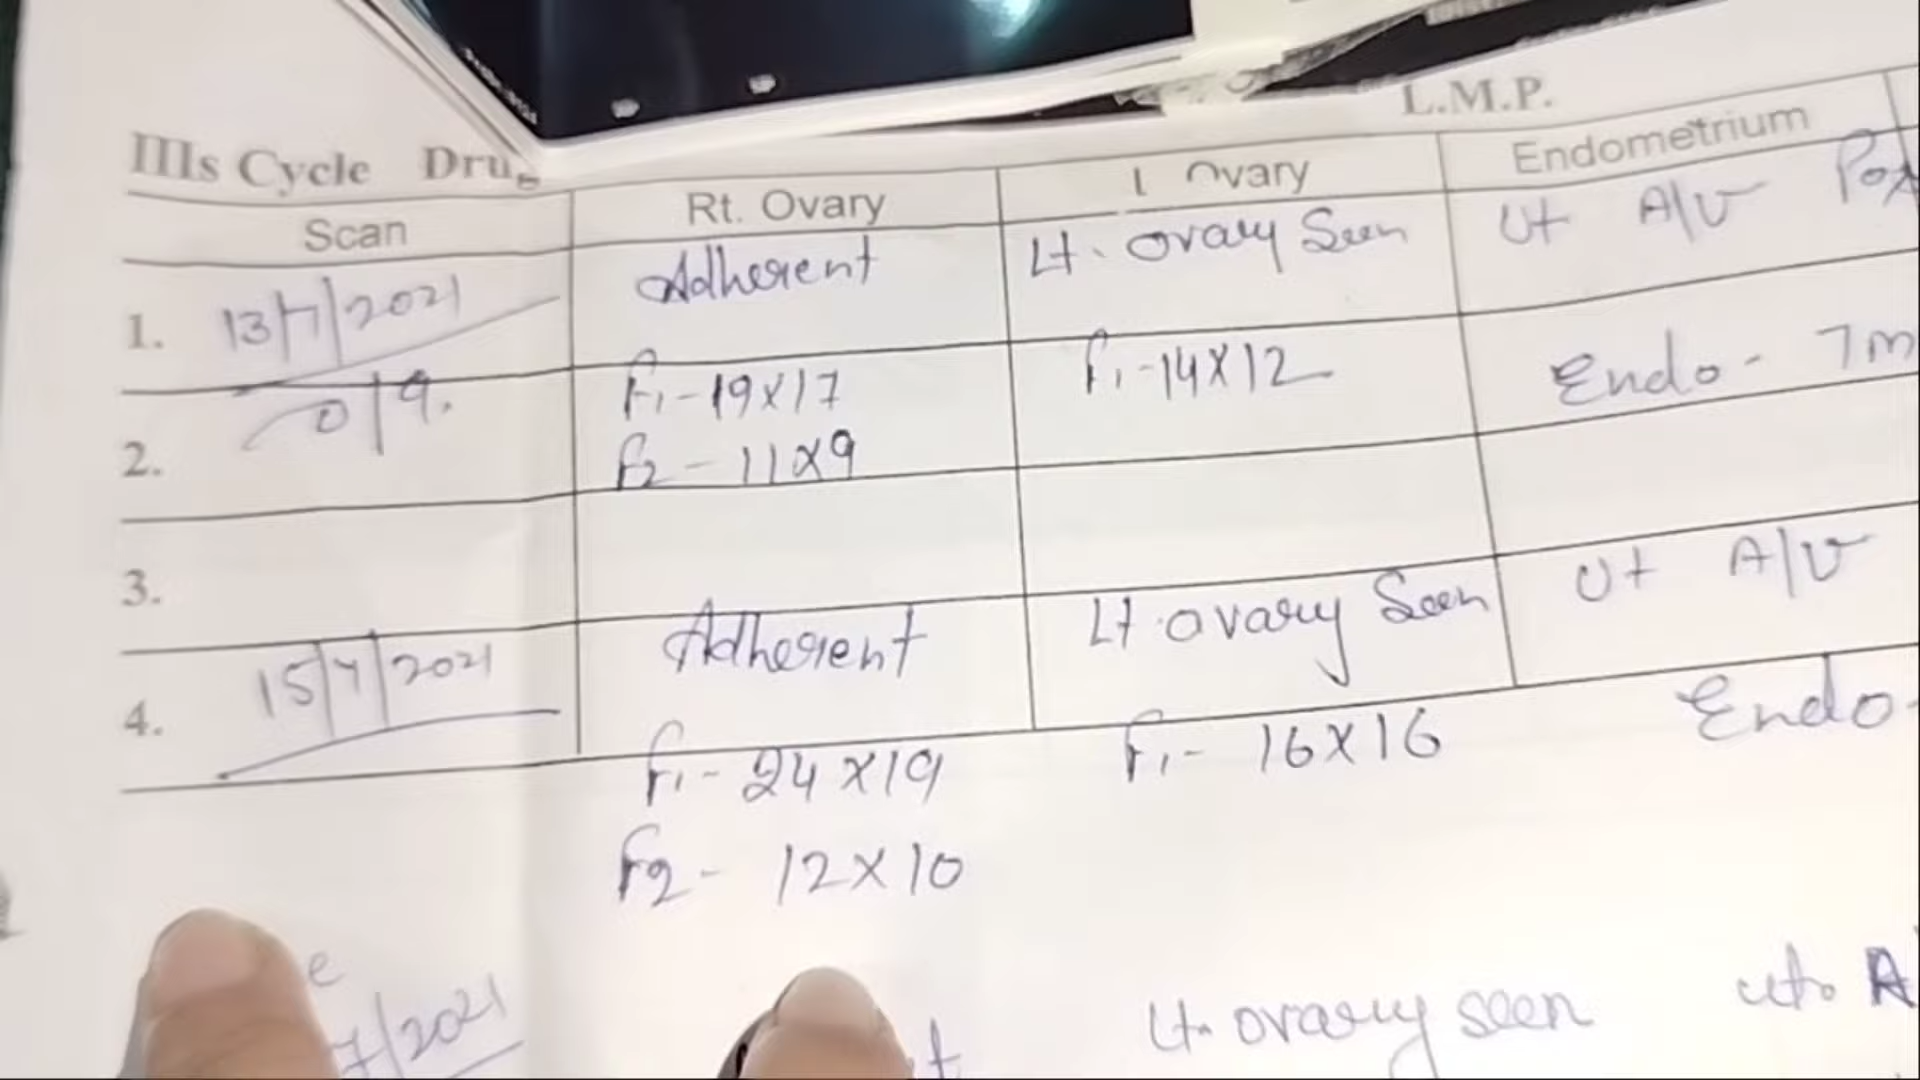 L.M.P.
IIIs Cycle
Scan Rt. Ovary Ovary Endometrium
1. 13/7/2021 Adherent Lt. ovary Seen Ut A/V
2. F1-19x17 F1-14x12 Endo - 7m
F2-11x9
3.
4. 15/7/2021 Adherent Lt ovary Seen Ut A/V
F1-24x19 F1-16x16 Endo-
F2-12x10
7/2021 Lt. ovary seen ut. A